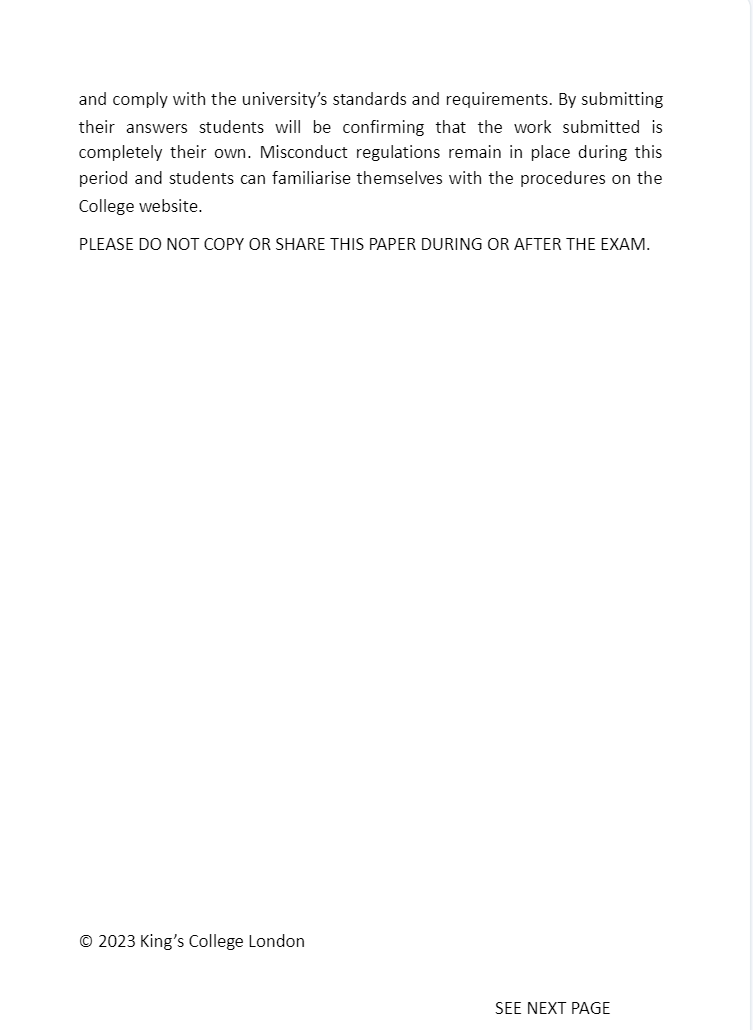 and comply with the university’s standards and requirements. By submitting
their answers students will be confirming that the work submitted is
completely their own. Misconduct regulations remain in place during this
period and students can familiarise themselves with the procedures on the
College website.
PLEASE DO NOT COPY OR SHARE THIS PAPER DURING OR AFTER THE EXAM.
© 2023 King’s College London
SEE NEXT PAGE